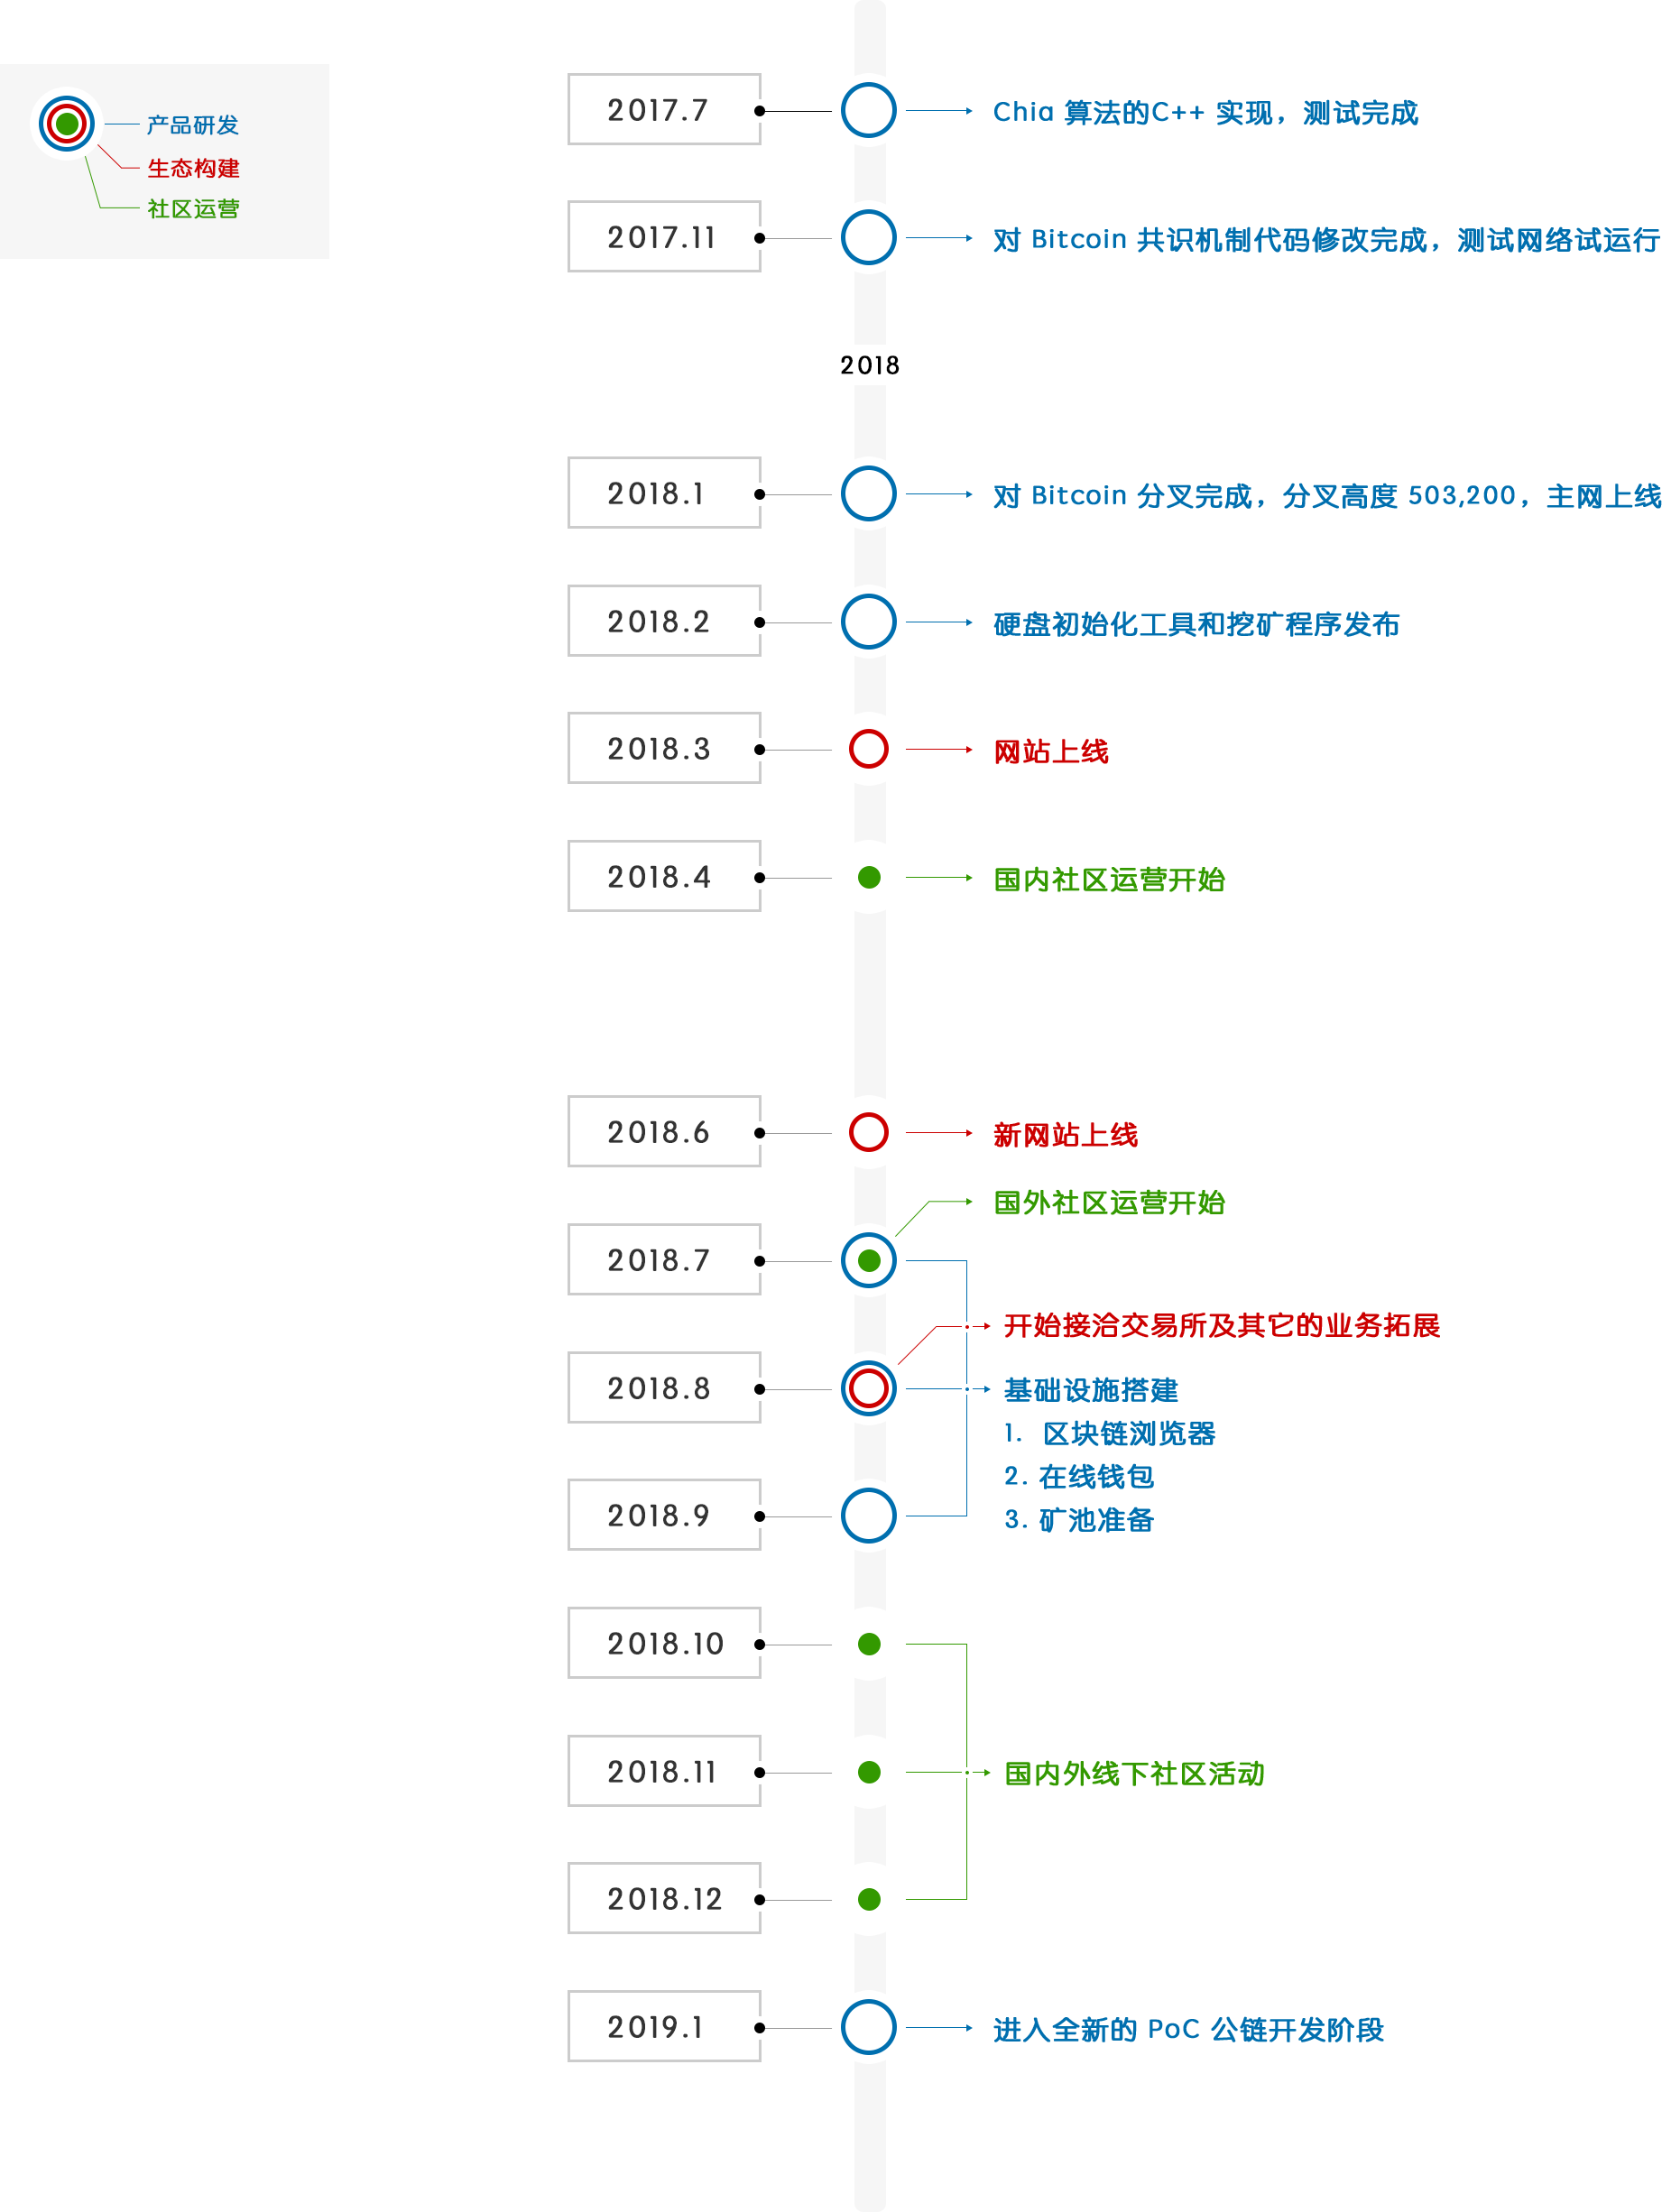 产品研发
生态构建
社区运营
2017.7
Chia 算法的C++ 实现，测试完成
2017.11
对 Bitcoin 共识机制代码修改完成，测试网络试运行
2018
2018.1
对 Bitcoin 分叉完成，分叉高度 503,200，主网上线
2018.2
硬盘初始化工具和挖矿程序发布
2018.3
网站上线
2018.4
国内社区运营开始
2018.6
新网站上线
国外社区运营开始
2018.7
开始接洽交易所及其它的业务拓展
2018.8
基础设施搭建
1. 区块链浏览器
2. 在线钱包
2018.9
3. 矿池准备
2018.10
2018.11
国内外线下社区活动
2018.12
2019.1
进入全新的 PoC 公链开发阶段